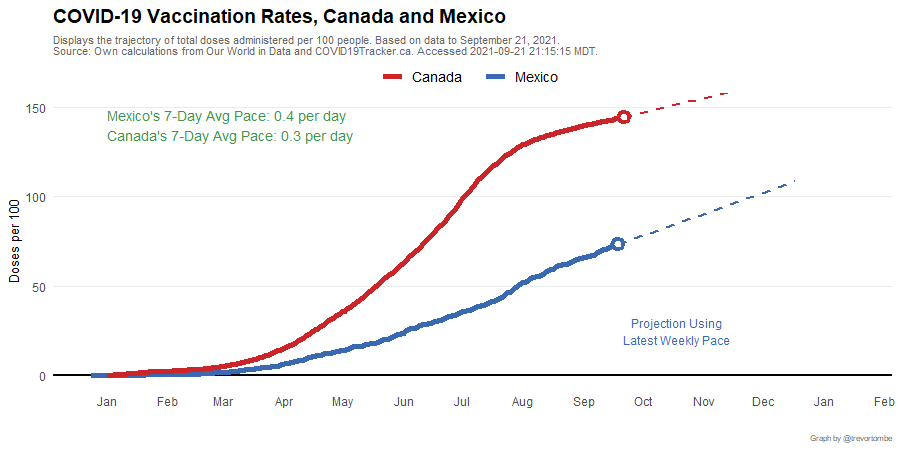 COVID-19 Vaccination Rates, Canada and Mexico
Displays the trajectory of total doses administered per 100 people. Based on data to September 21, 2021.
Source: Own calculations from Our World in Data and COVID19Tracker.ca. Accessed 2021-09-21 21:15:15 MDT.
Canada Mexico
Mexico's 7-Day Avg Pace: 0.4 per day
Canada's 7-Day Avg Pace: 0.3 per day
Doses per 100
150
100
50
0
Projection Using
Latest Weekly Pace
Jan Feb Mar Apr May Jun Jul Aug Sep Oct Nov Dec Jan Feb
Graph by @trevortombe